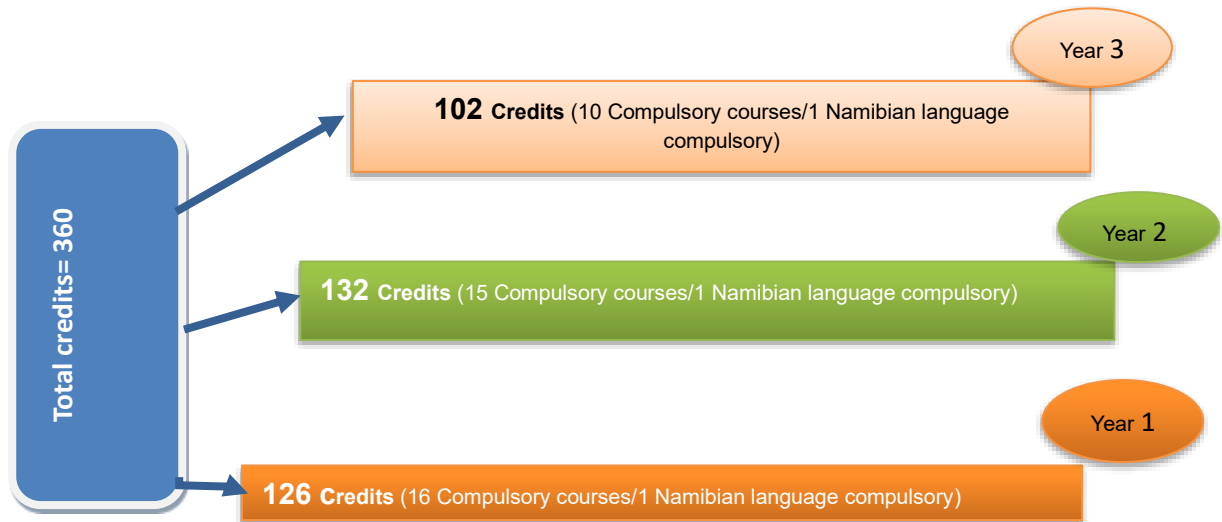 Year 3
102 Credits (10 Compulsory courses/1 Namibian language
compulsory)
Total credits= 360
Year 2
132 Credits (15 Compulsory courses/1 Namibian language compulsory)
Year 1
126 Credits (16 Compulsory courses/1 Namibian language compulsory)